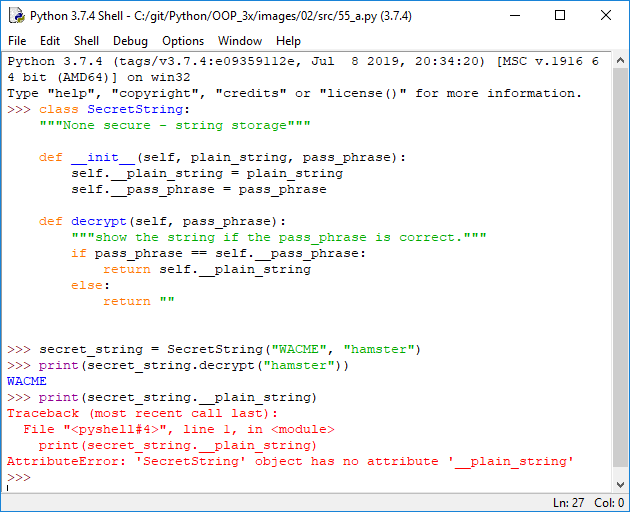 Python 3.7.4 Shell - C:/git/Python/OOP_3x/images/02/src/55_a.py (3.7.4)
File Edit Shell Debug Options Window Help
Python 3.7.4 (tags/v3.7.4:e09359112e, Jul  8 2019, 20:34:20) [MSC v.1916 6
4 bit (AMD64)] on win32
Type "help", "copyright", "credits" or "license()" for more information.
>>> class SecretString:
    """None secure - string storage"""
    def __init__(self, plain_string, pass_phrase):
        self.__plain_string = plain_string
        self.__pass_phrase = pass_phrase
    def decrypt(self, pass_phrase):
        """show the string if the pass_phrase is correct."""
        if pass_phrase == self.__pass_phrase:
            return self.__plain_string
        else:
            return ""
>>> secret_string = SecretString("WACME", "hamster")
>>> print(secret_string.decrypt("hamster"))
WACME
>>> print(secret_string.__plain_string)
Traceback (most recent call last):
  File "<pyshell#4>", line 1, in <module>
    print(secret_string.__plain_string)
AttributeError: 'SecretString' object has no attribute '__plain_string'
>>>
Ln: 27 Col: 0